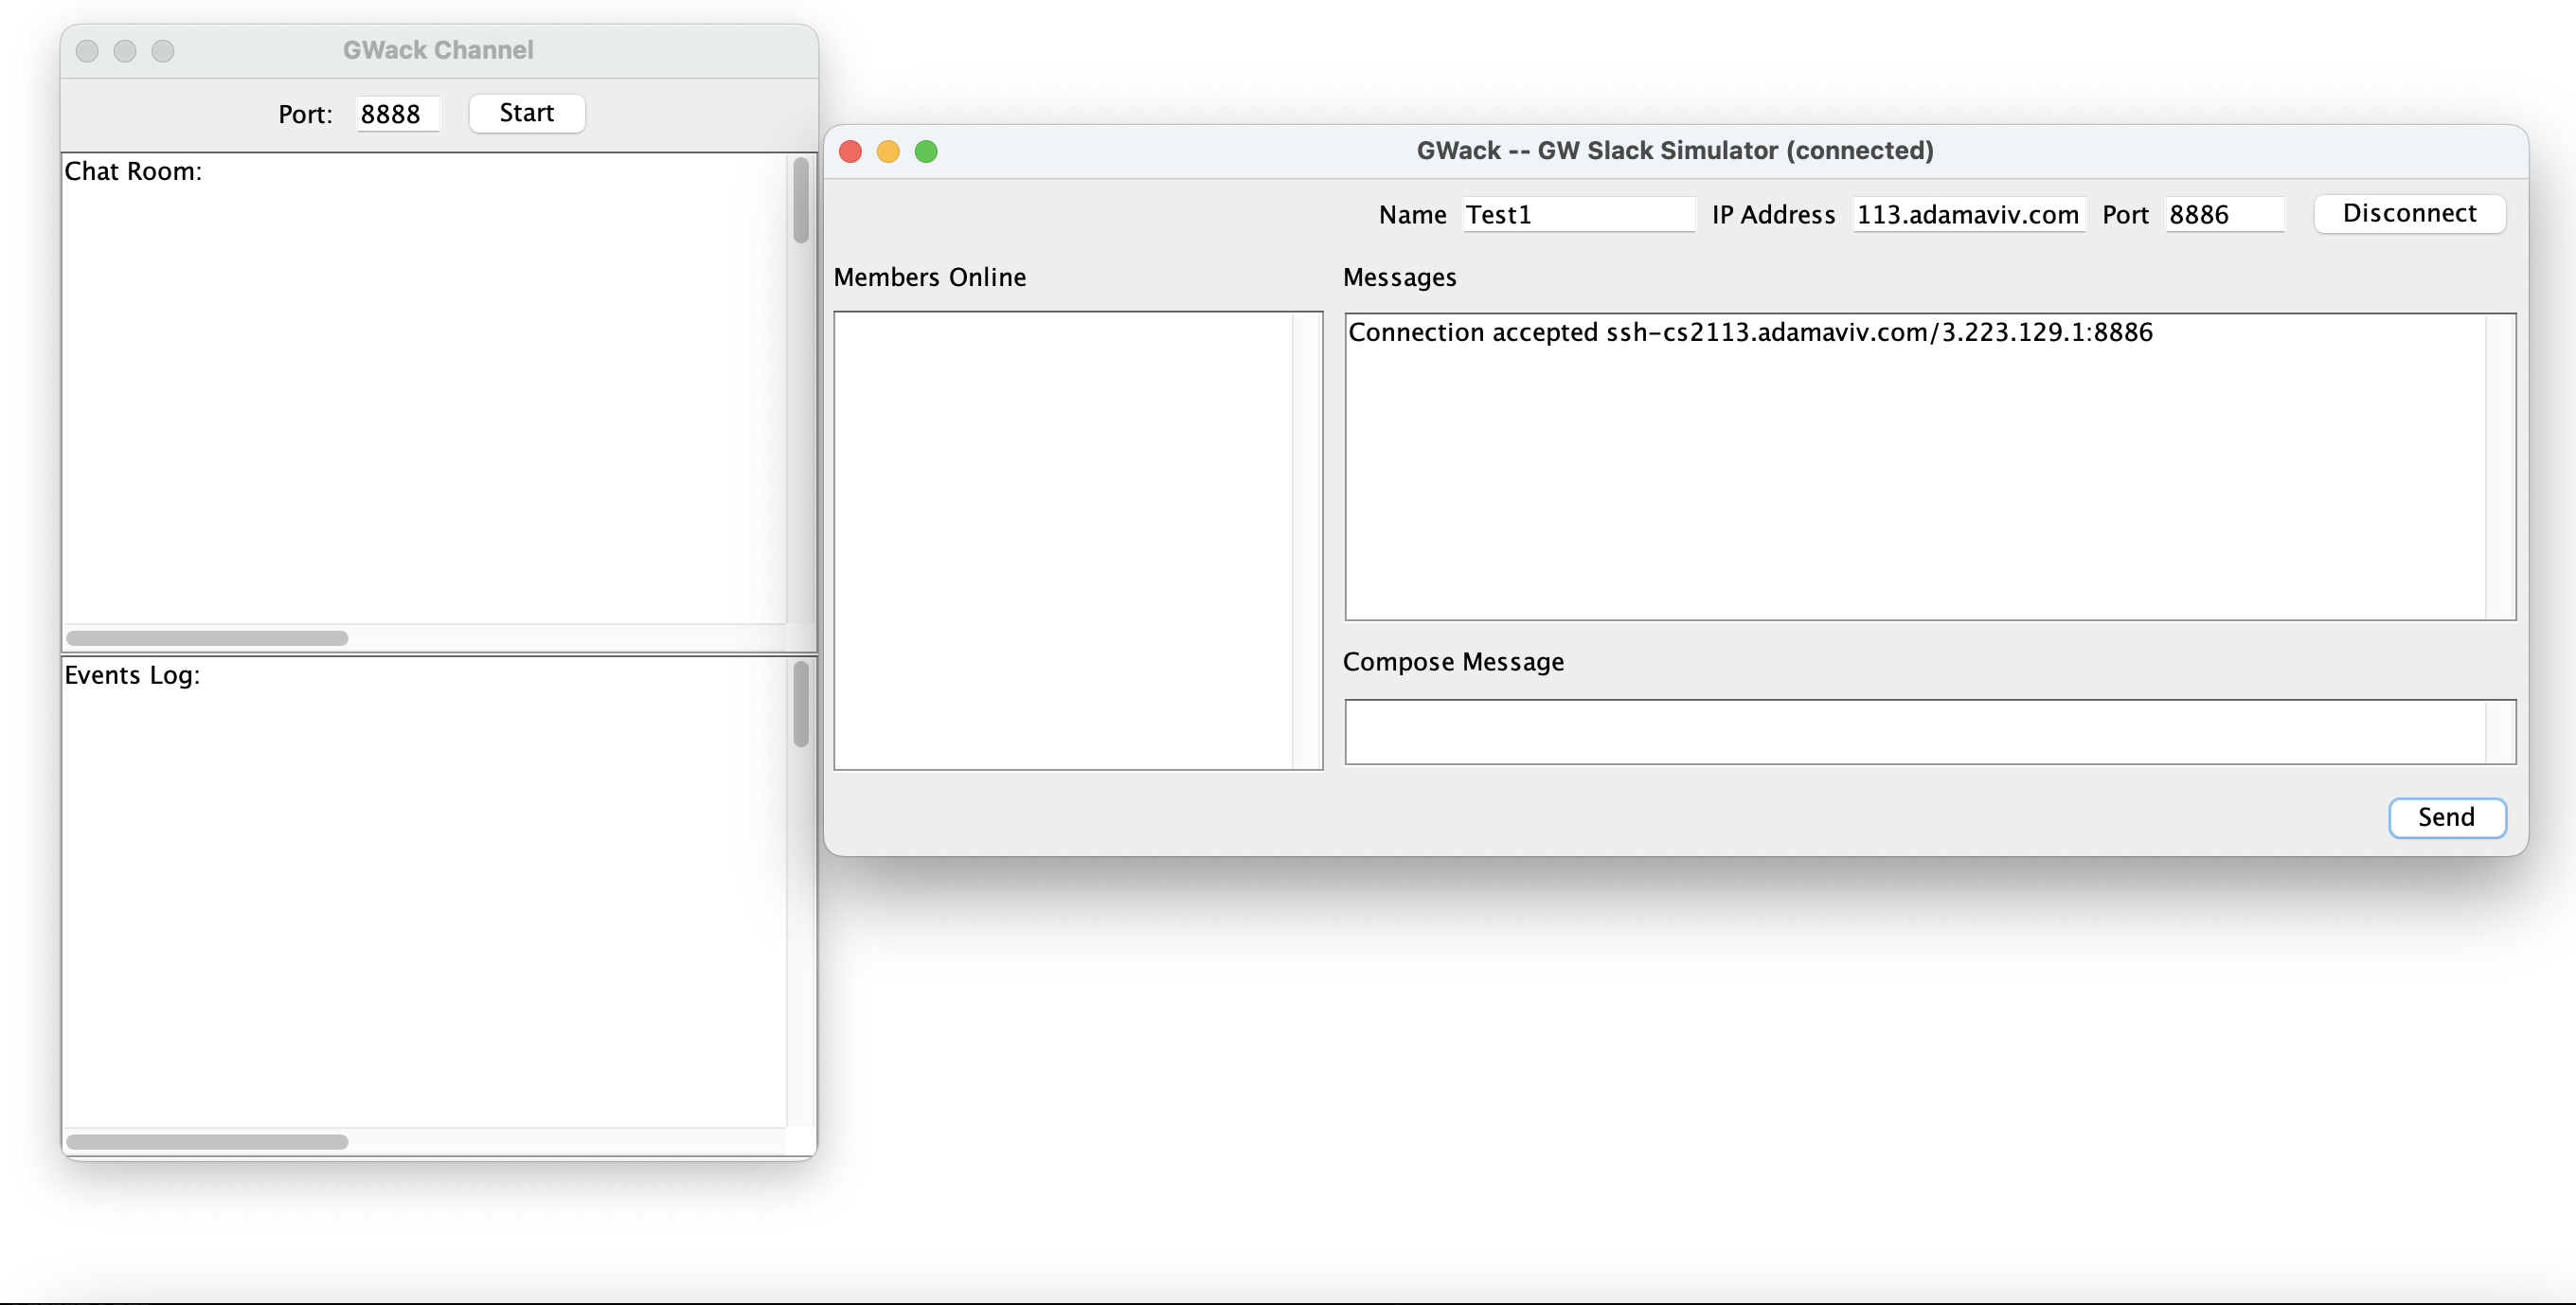 GWack Channel
Port: 8888 Start
Chat Room:
Events Log:
GWack -- GW Slack Simulator (connected)
Name Test1 IP Address 113.adamaviv.com Port 8886 Disconnect
Members Online
Messages
Connection accepted ssh-cs2113.adamaviv.com/3.223.129.1:8886
Compose Message
Send